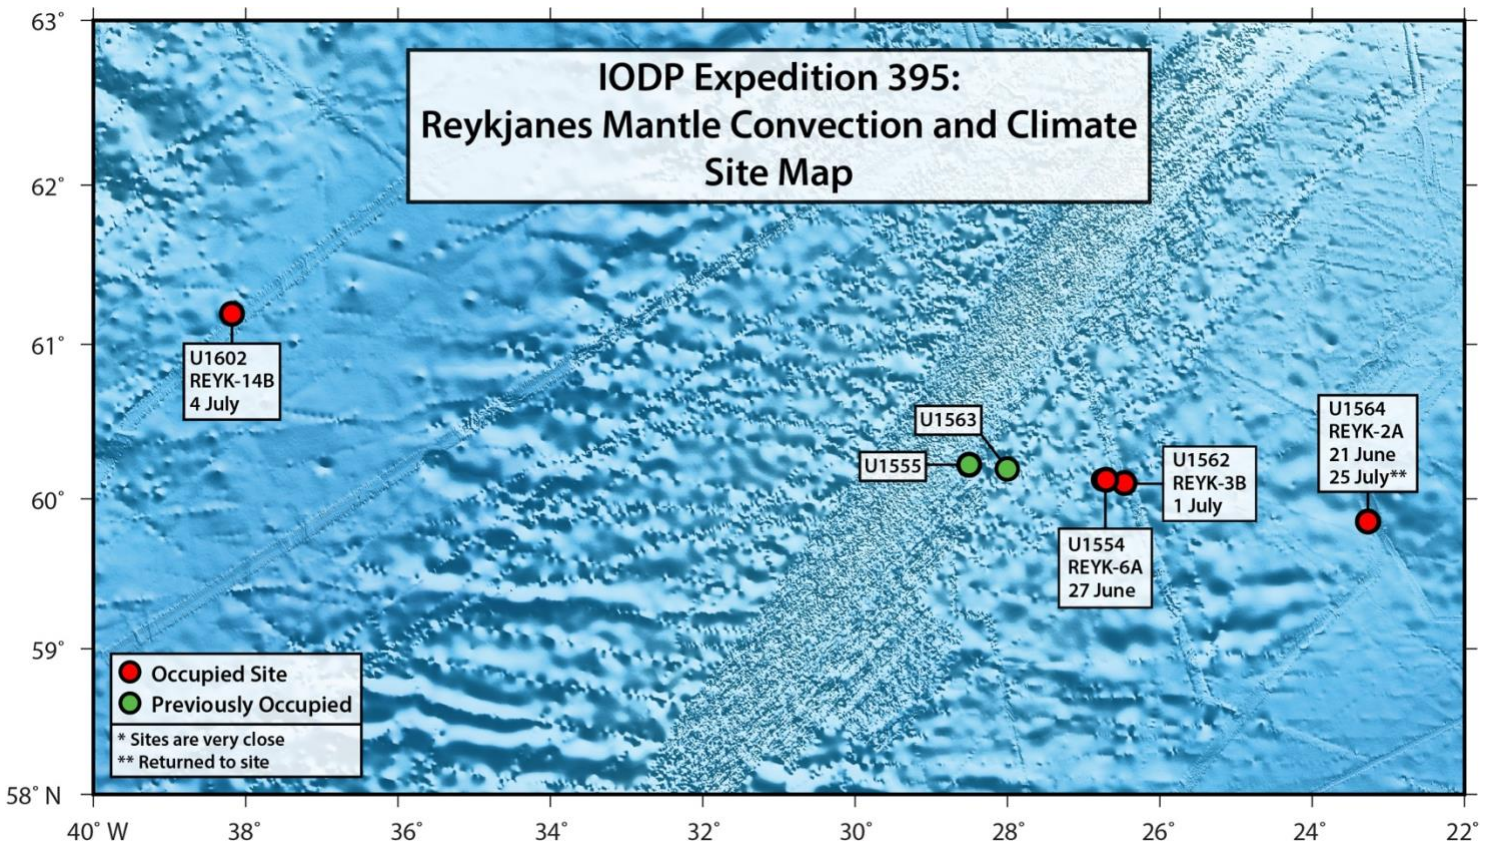 IODP Expedition 395:
Reykjanes Mantle Convection and Climate
Site Map
63°
62°
61°
60°
59°
58° N
U1602
REYK-14B
4 July
U1563
U1555
U1562
REYK-3B
1 July
U1554
REYK-6A
27 June
U1564
REYK-2A
21 June
25 July**
Occupied Site
Previously Occupied
* Sites are very close
** Returned to site
40° W
38°
36°
34°
32°
30°
28°
26°
24°
22°